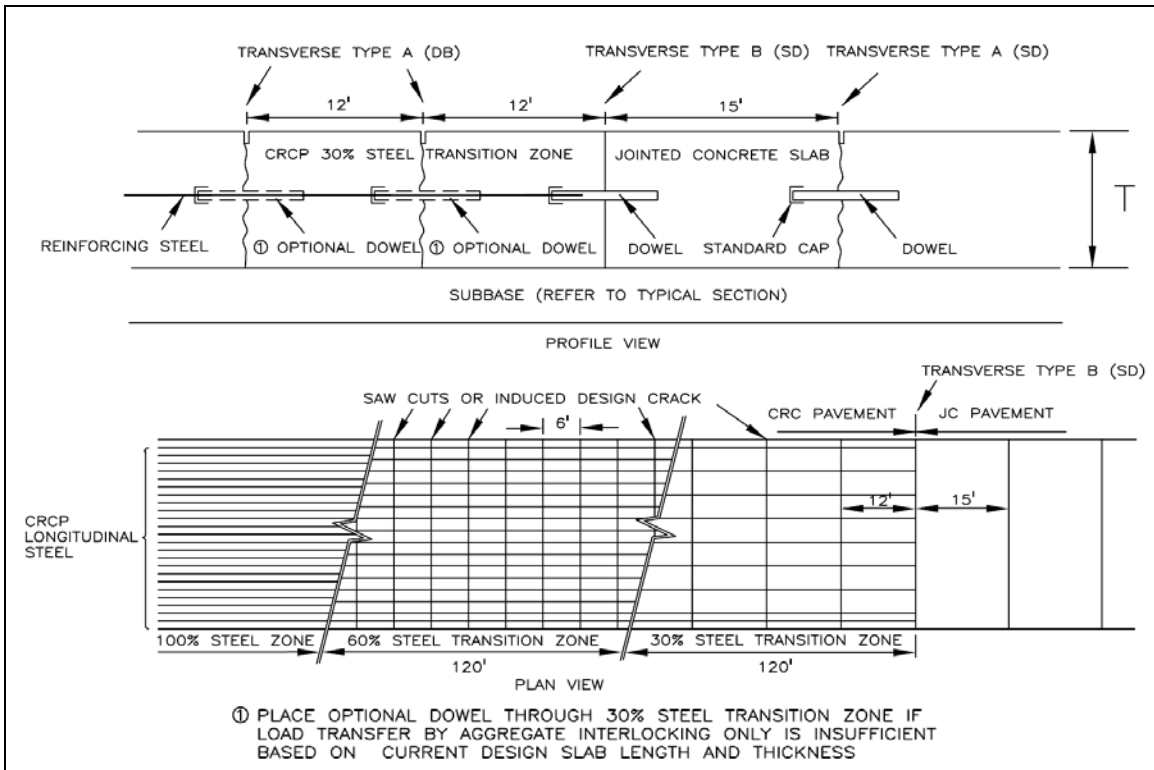 TRANSVERSE TYPE A (DB)
TRANSVERSE TYPE B (SD)
TRANSVERSE TYPE A (SD)
12'
12'
15'
CRCP 30% STEEL TRANSITION ZONE
JOINTED CONCRETE SLAB
T
REINFORCING STEEL
① OPTIONAL DOWEL
① OPTIONAL DOWEL
DOWEL
STANDARD CAP
DOWEL
SUBBASE (REFER TO TYPICAL SECTION)
PROFILE VIEW
TRANSVERSE TYPE B (SD)
SAW CUTS OR INDUCED DESIGN CRACK
CRC PAVEMENT
JC PAVEMENT
6'
12'
15'
CRCP
LONGITUDINAL
STEEL
100% STEEL ZONE
60% STEEL TRANSITION ZONE
30% STEEL TRANSITION ZONE
120'
120'
PLAN VIEW
① PLACE OPTIONAL DOWEL THROUGH 30% STEEL TRANSITION ZONE IF
LOAD TRANSFER BY AGGREGATE INTERLOCKING ONLY IS INSUFFICIENT
BASED ON CURRENT DESIGN SLAB LENGTH AND THICKNESS